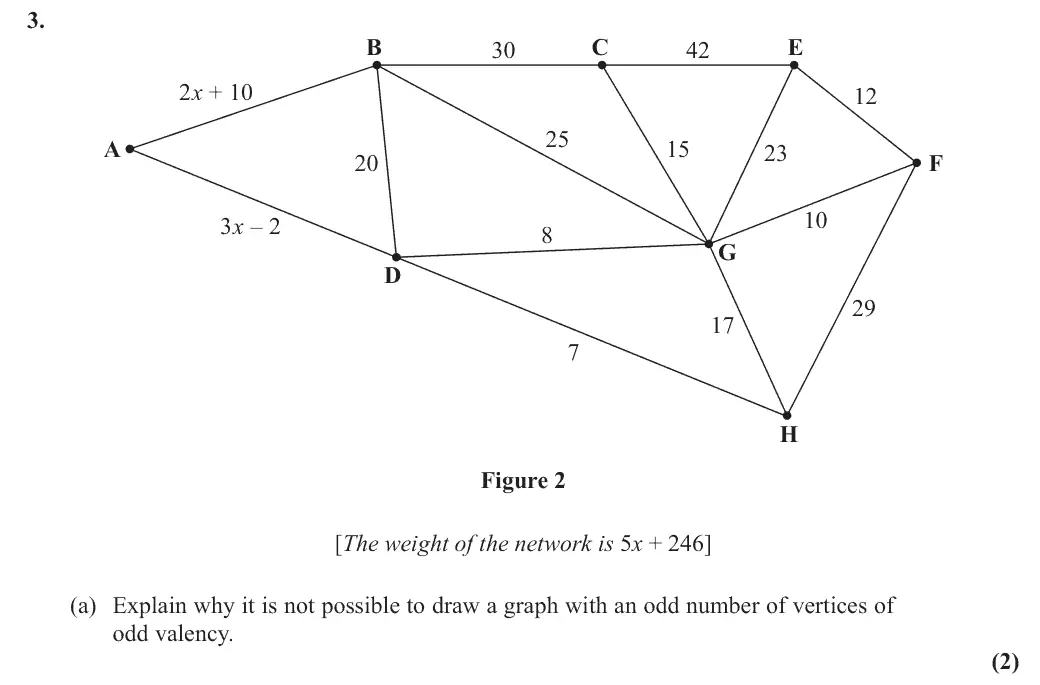 3.
B 30 C 42 E
2x + 10
12
A
20
25
15
23
F
3x – 2
8
10
G
D
17
29
7
H
Figure 2
[The weight of the network is 5x + 246]
(a) Explain why it is not possible to draw a graph with an odd number of vertices of
odd valency.
(2)